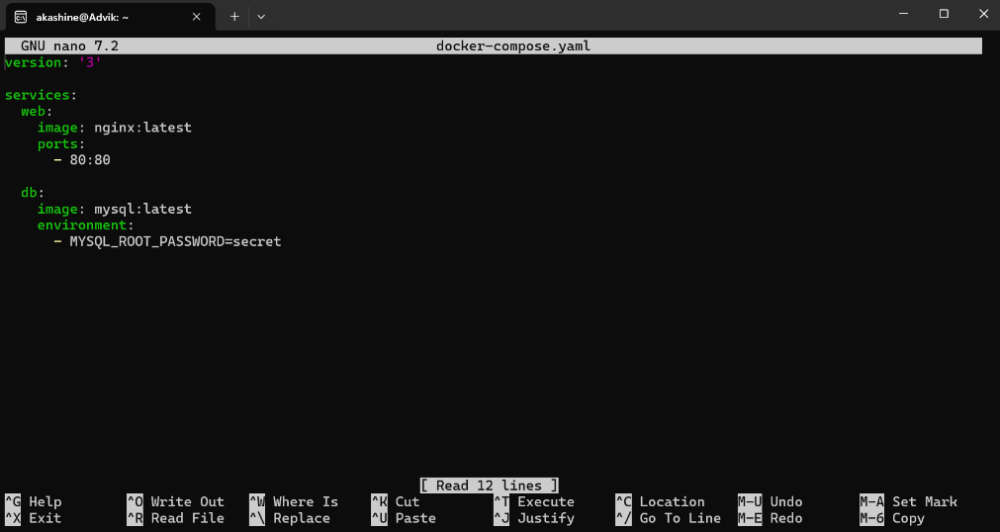 akashine@Advik: ~
GNU nano 7.2 docker-compose.yaml
version: '3'

services:
  web:
    image: nginx:latest
    ports:
      - 80:80

  db:
    image: mysql:latest
    environment:
      - MYSQL_ROOT_PASSWORD=secret

[ Read 12 lines ]
^G Help ^O Write Out ^W Where Is ^K Cut ^T Execute ^C Location M-U Undo M-A Set Mark
^X Exit ^R Read File ^\ Replace ^U Paste ^J Justify ^/ Go To Line M-E Redo M-6 Copy